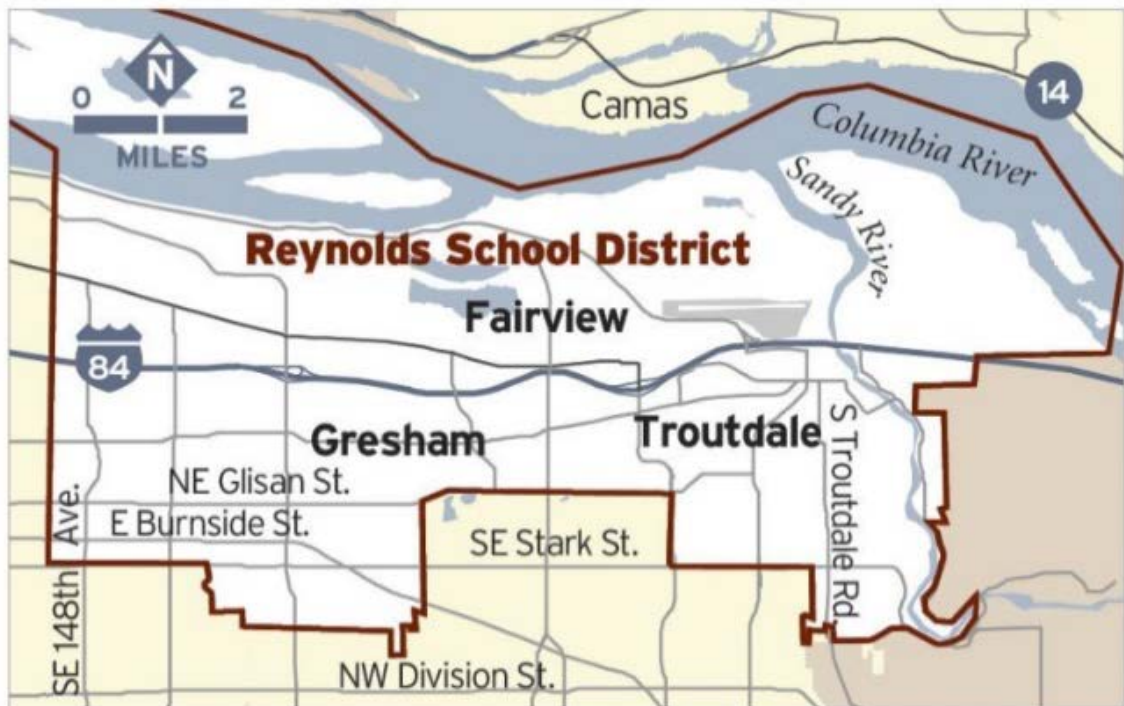 N
0 2
MILES
Camas
14
Columbia River
Sandy River
Reynolds School District
Fairview
84
Gresham
Troutdale
S Troutdale Rd.
NE Glisan St.
E Burnside St.
SE Stark St.
SE 148th Ave.
NW Division St.